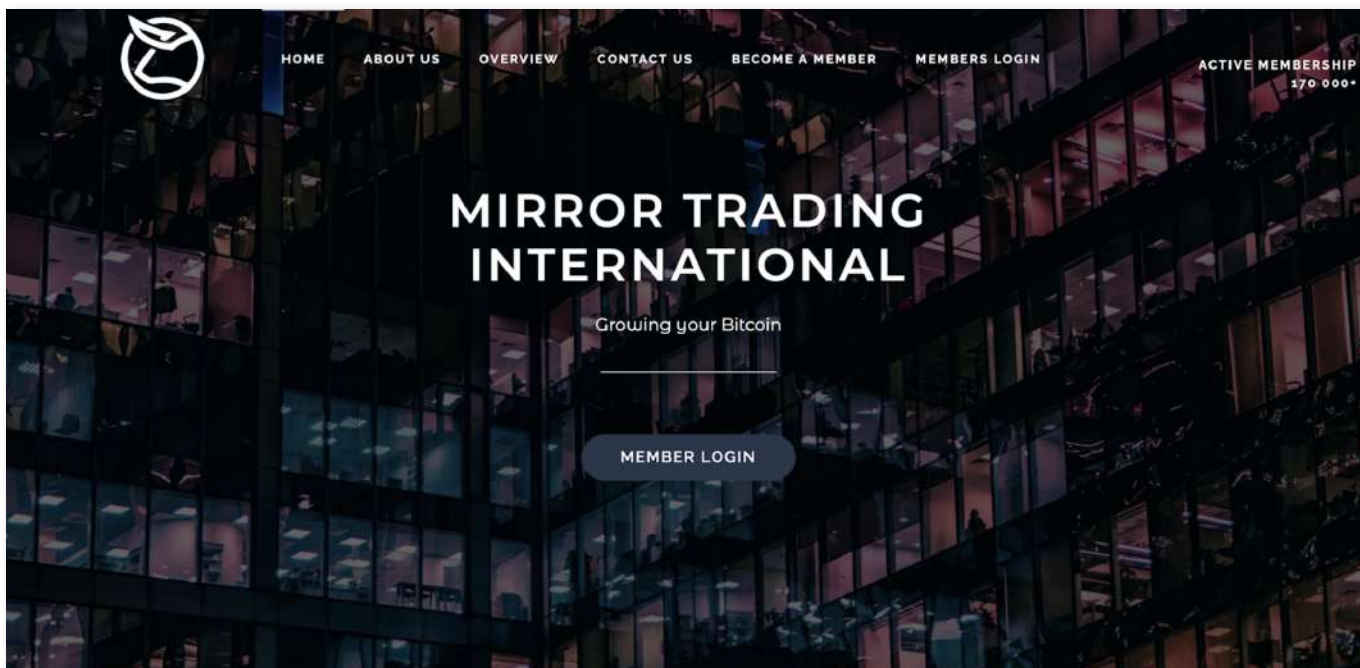 HOME ABOUT US OVERVIEW CONTACT US BECOME A MEMBER MEMBERS LOGIN
ACTIVE MEMBERSHIP
170 000+
MIRROR TRADING
INTERNATIONAL
Growing your Bitcoin
MEMBER LOGIN